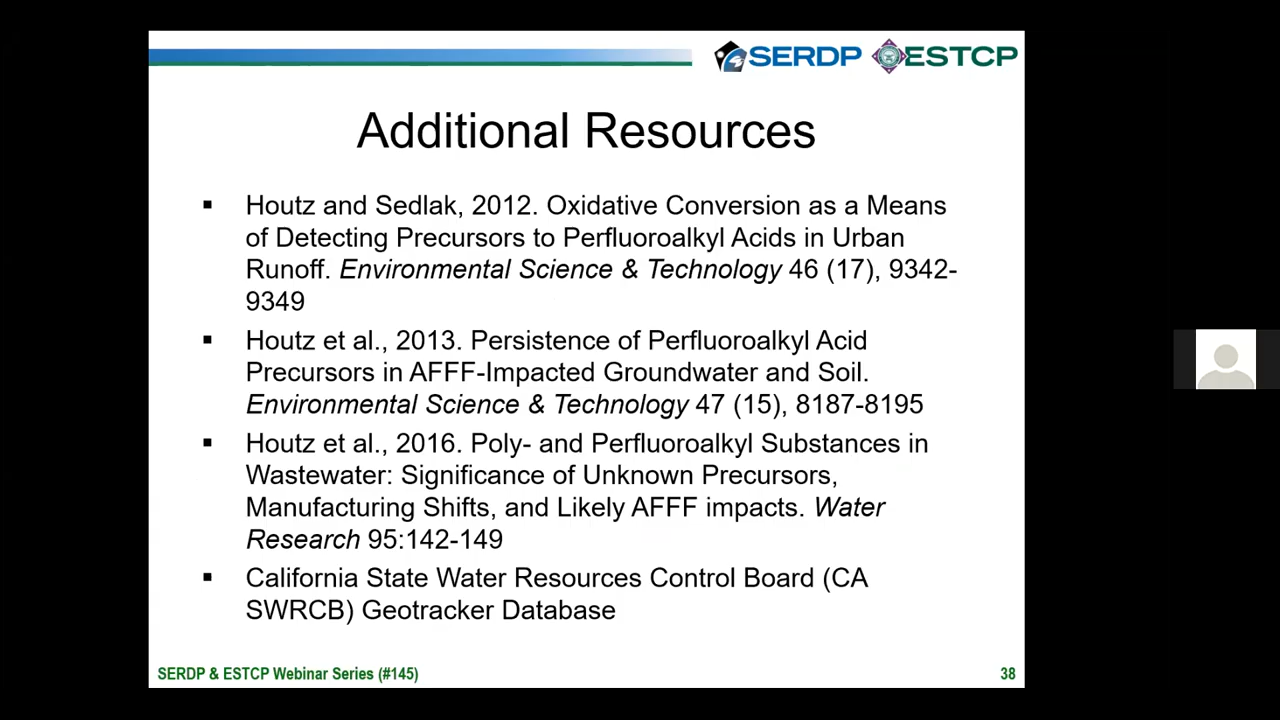 SERDP ESTCP
Additional Resources
▪ Houtz and Sedlak, 2012. Oxidative Conversion as a Means
of Detecting Precursors to Perfluoroalkyl Acids in Urban
Runoff. Environmental Science & Technology 46 (17), 9342-
9349
▪ Houtz et al., 2013. Persistence of Perfluoroalkyl Acid
Precursors in AFFF-Impacted Groundwater and Soil.
Environmental Science & Technology 47 (15), 8187-8195
▪ Houtz et al., 2016. Poly- and Perfluoroalkyl Substances in
Wastewater: Significance of Unknown Precursors,
Manufacturing Shifts, and Likely AFFF impacts. Water
Research 95:142-149
▪ California State Water Resources Control Board (CA
SWRCB) Geotracker Database
SERDP & ESTCP Webinar Series (#145)
38